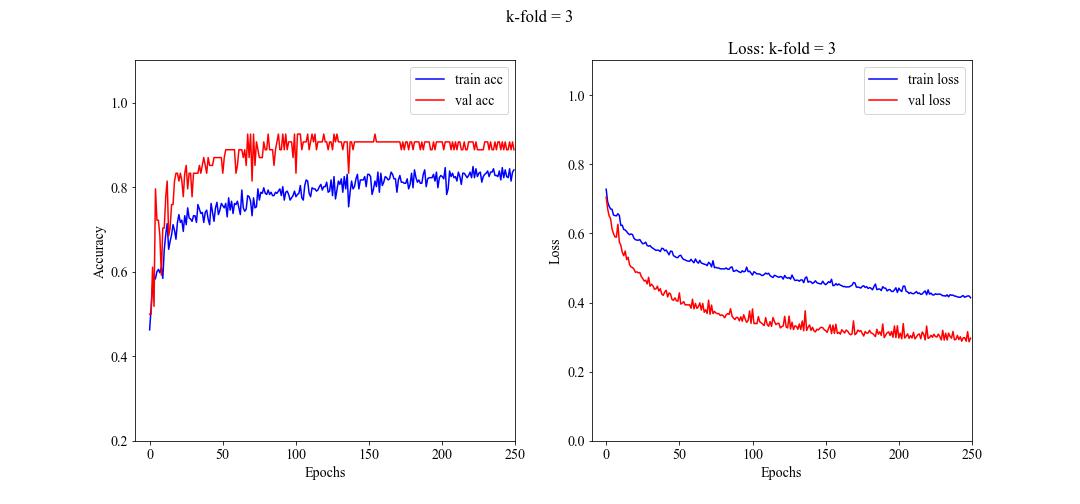 k-fold = 3
train acc
val acc
Accuracy
1.0
0.8
0.6
0.4
0.2
0
50
100
150
200
250
Epochs
Loss: k-fold = 3
train loss
val loss
Loss
1.0
0.8
0.6
0.4
0.2
0.0
0
50
100
150
200
250
Epochs